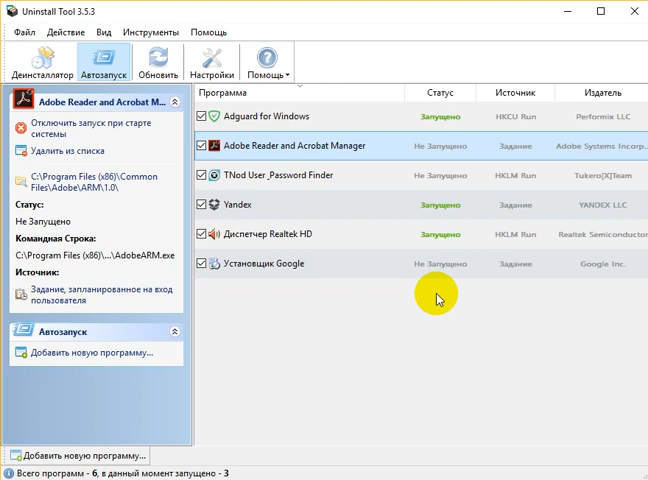 Uninstall Tool 3.5.3
Файл Действие Вид Инструменты Помощь
Деинсталлятор Автозапуск Обновить Настройки Помощь
Adobe Reader and Acrobat M...
Отключить запуск при старте
системы
Удалить из списка
C:\Program Files (x86)\Common
Files\Adobe\ARM\1.0\
Статус:
Не Запущено
Командная Строка:
C:\Program Files (x86)\...\AdobeARM.exe
Источник:
Задание, запланированное на вход
пользователя
Автозапуск
Добавить новую программу...
Программа Статус Источник Издатель
Adguard for Windows Запущено HKCU Run Performix LLC
Adobe Reader and Acrobat Manager Не Запущено Задание Adobe Systems Incorp...
TNod User _Password Finder Не Запущено HKLM Run Tukero[X]Team
Yandex Запущено Задание YANDEX LLC
Диспетчер Realtek HD Запущено HKLM Run Realtek Semiconductor
Установщик Google Не Запущено Задание Google Inc.
Добавить новую программу...
Всего программ - 6, в данный момент запущено - 3